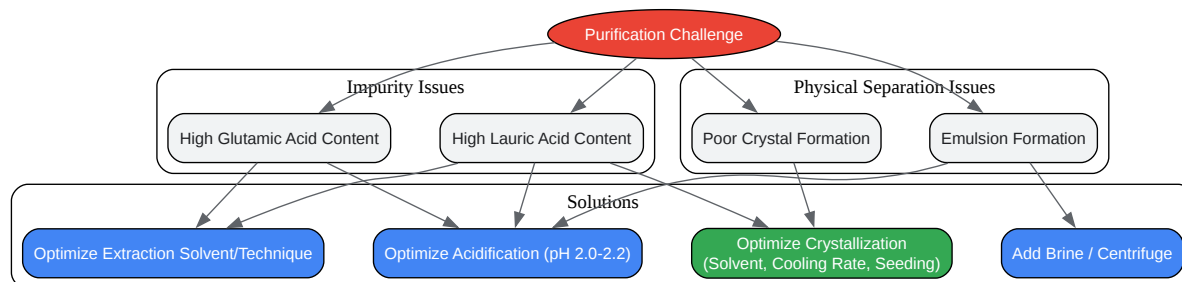 Purification Challenge
Impurity Issues
Physical Separation Issues
High Glutamic Acid Content
High Lauric Acid Content
Poor Crystal Formation
Emulsion Formation
Solutions
Optimize Extraction Solvent/Technique
Optimize Acidification (pH 2.0-2.2)
Optimize Crystallization
(Solvent, Cooling Rate, Seeding)
Add Brine / Centrifuge